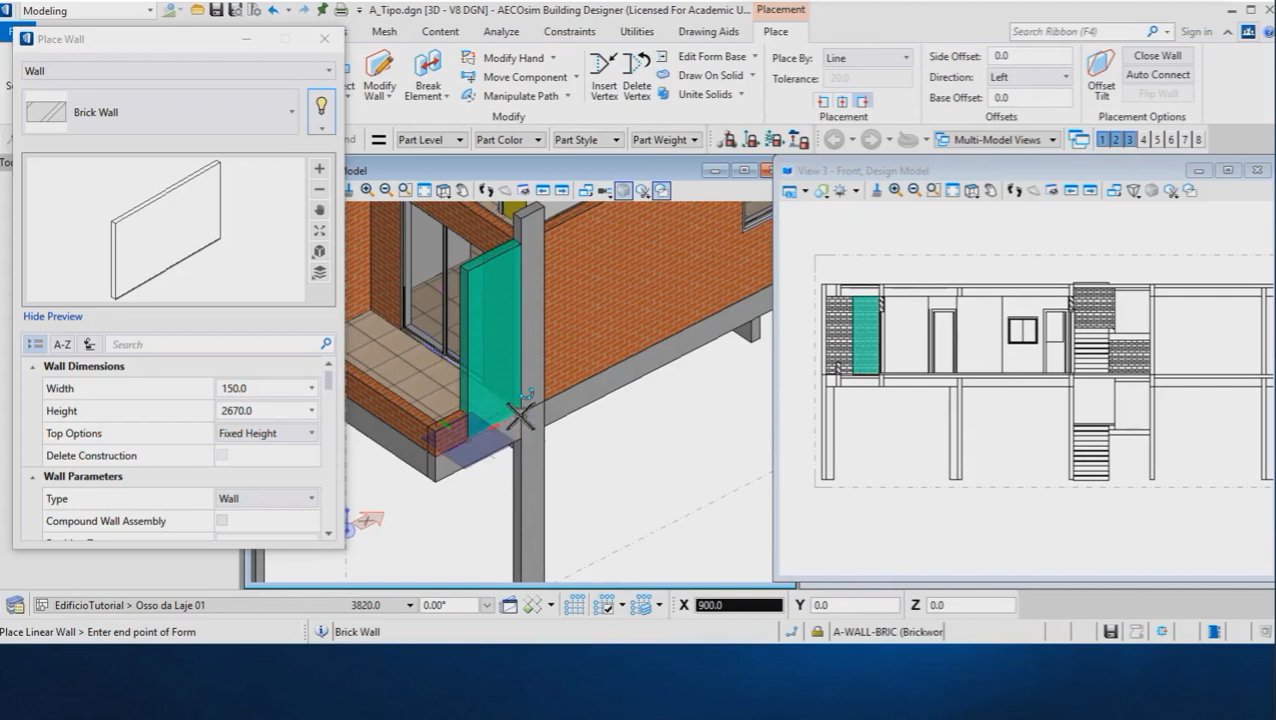 Modeling
A_Tipo.dgn [3D - V8 DGN] - AECOsim Building Designer (Licensed For Academic U...
Placement
Place Wall
Mesh Content Analyze Constraints Utilities Drawing Aids Place
Search Ribbon (F4)
Sign in
Wall
Brick Wall
Modify Wall
Break Element
Modify Hand
Move Component
Manipulate Path
Insert Vertex
Delete Vertex
Edit Form Base
Draw On Solid
Unite Solids
Modify
Place By: Line
Tolerance: 20.0
Placement
Side Offset: 0.0
Direction: Left
Base Offset: 0.0
Offsets
Offset Tilt
Close Wall
Auto Connect
Flip Wall
Placement Options
Part Level
Part Color
Part Style
Part Weight
Multi-Model Views
1 2 3 4 5 6 7 8
Model
View 3 - Front, Design Model
Hide Preview
A-Z
Search
Wall Dimensions
Width 150.0
Height 2670.0
Top Options Fixed Height
Delete Construction
Wall Parameters
Type Wall
Compound Wall Assembly
EdificioTutorial > Osso da Laje 01
3820.0
0.00°
X 900.0
Y 0.0
Z 0.0
Place Linear Wall > Enter end point of Form
Brick Wall
A-WALL-BRIC (Brickwor